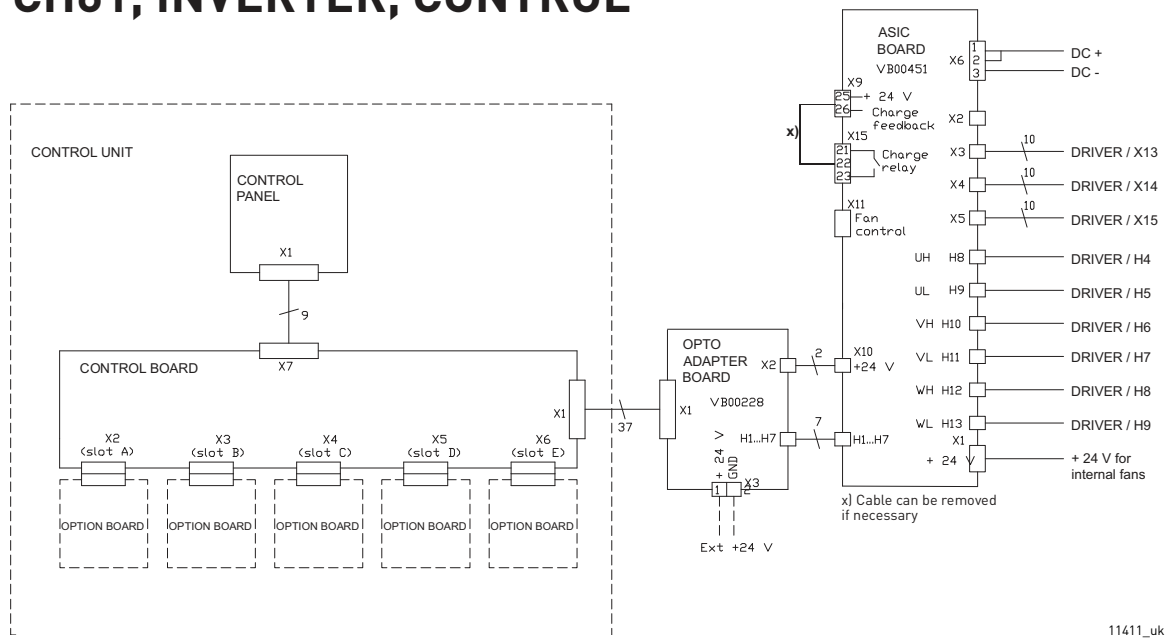 CH61, INVERTER, CONTROL
CONTROL UNIT
CONTROL
PANEL
X1
9
X7
CONTROL BOARD
X1
37
X2
(slot A)
X3
(slot B)
X4
(slot C)
X5
(slot D)
X6
(slot E)
OPTION BOARD
OPTION BOARD
OPTION BOARD
OPTION BOARD
OPTION BOARD
OPTO
ADAPTER
BOARD
VB00228
X1
X2
2
H1...H7
7
+ 24 V
GND
X3
1
2
Ext +24 V
ASIC
BOARD
VB00451
X6
1
2
3
DC +
DC -
X9
25
+ 24 V
26
Charge
feedback
x)
X15
21
22
23
Charge
relay
X11
Fan
control
X10
+24 V
H1...H7
X2
X3
10
DRIVER / X13
X4
10
DRIVER / X14
X5
10
DRIVER / X15
UH H8
DRIVER / H4
UL H9
DRIVER / H5
VH H10
DRIVER / H6
VL H11
DRIVER / H7
WH H12
DRIVER / H8
WL H13
DRIVER / H9
X1
+ 24 V
+ 24 V for
internal fans
x) Cable can be removed
if necessary
11411_uk